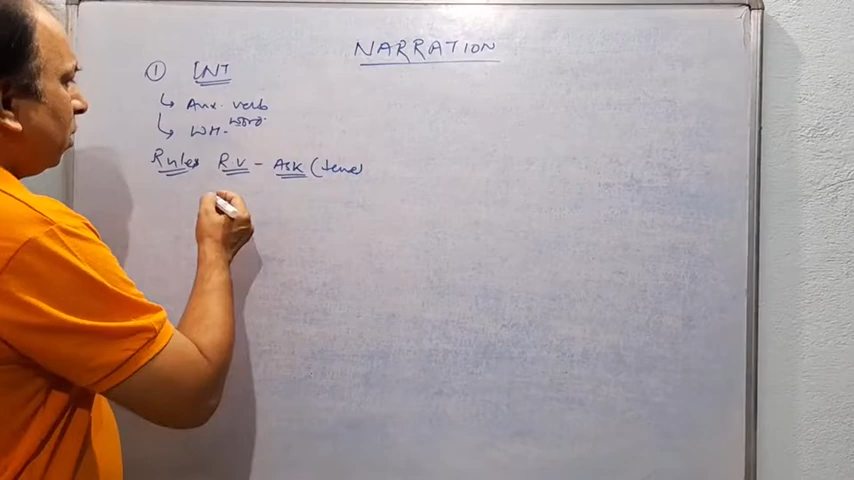 NARRATION
① INT
↳ Aux. verb
↳ WH- word.
Rules RV - Ask (tense)